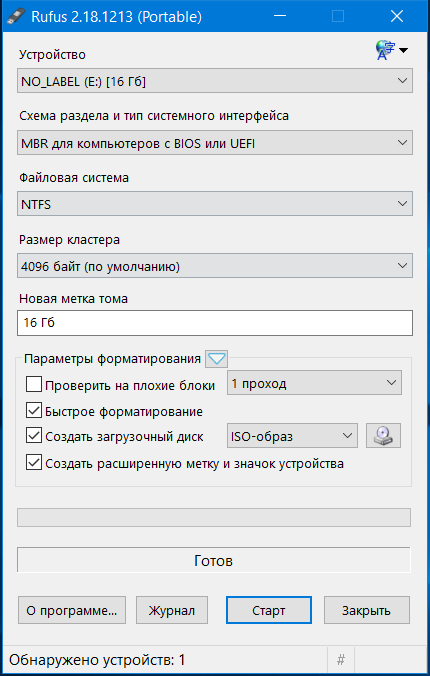 Rufus 2.18.1213 (Portable)
Устройство
NO_LABEL (E:) [16 Гб]
Схема раздела и тип системного интерфейса
MBR для компьютеров с BIOS или UEFI
Файловая система
NTFS
Размер кластера
4096 байт (по умолчанию)
Новая метка тома
16 Гб
Параметры форматирования
Проверить на плохие блоки 1 проход
Быстрое форматирование
Создать загрузочный диск ISO-образ
Создать расширенную метку и значок устройства
Готов
О программе... Журнал Старт Закрыть
Обнаружено устройств: 1 #